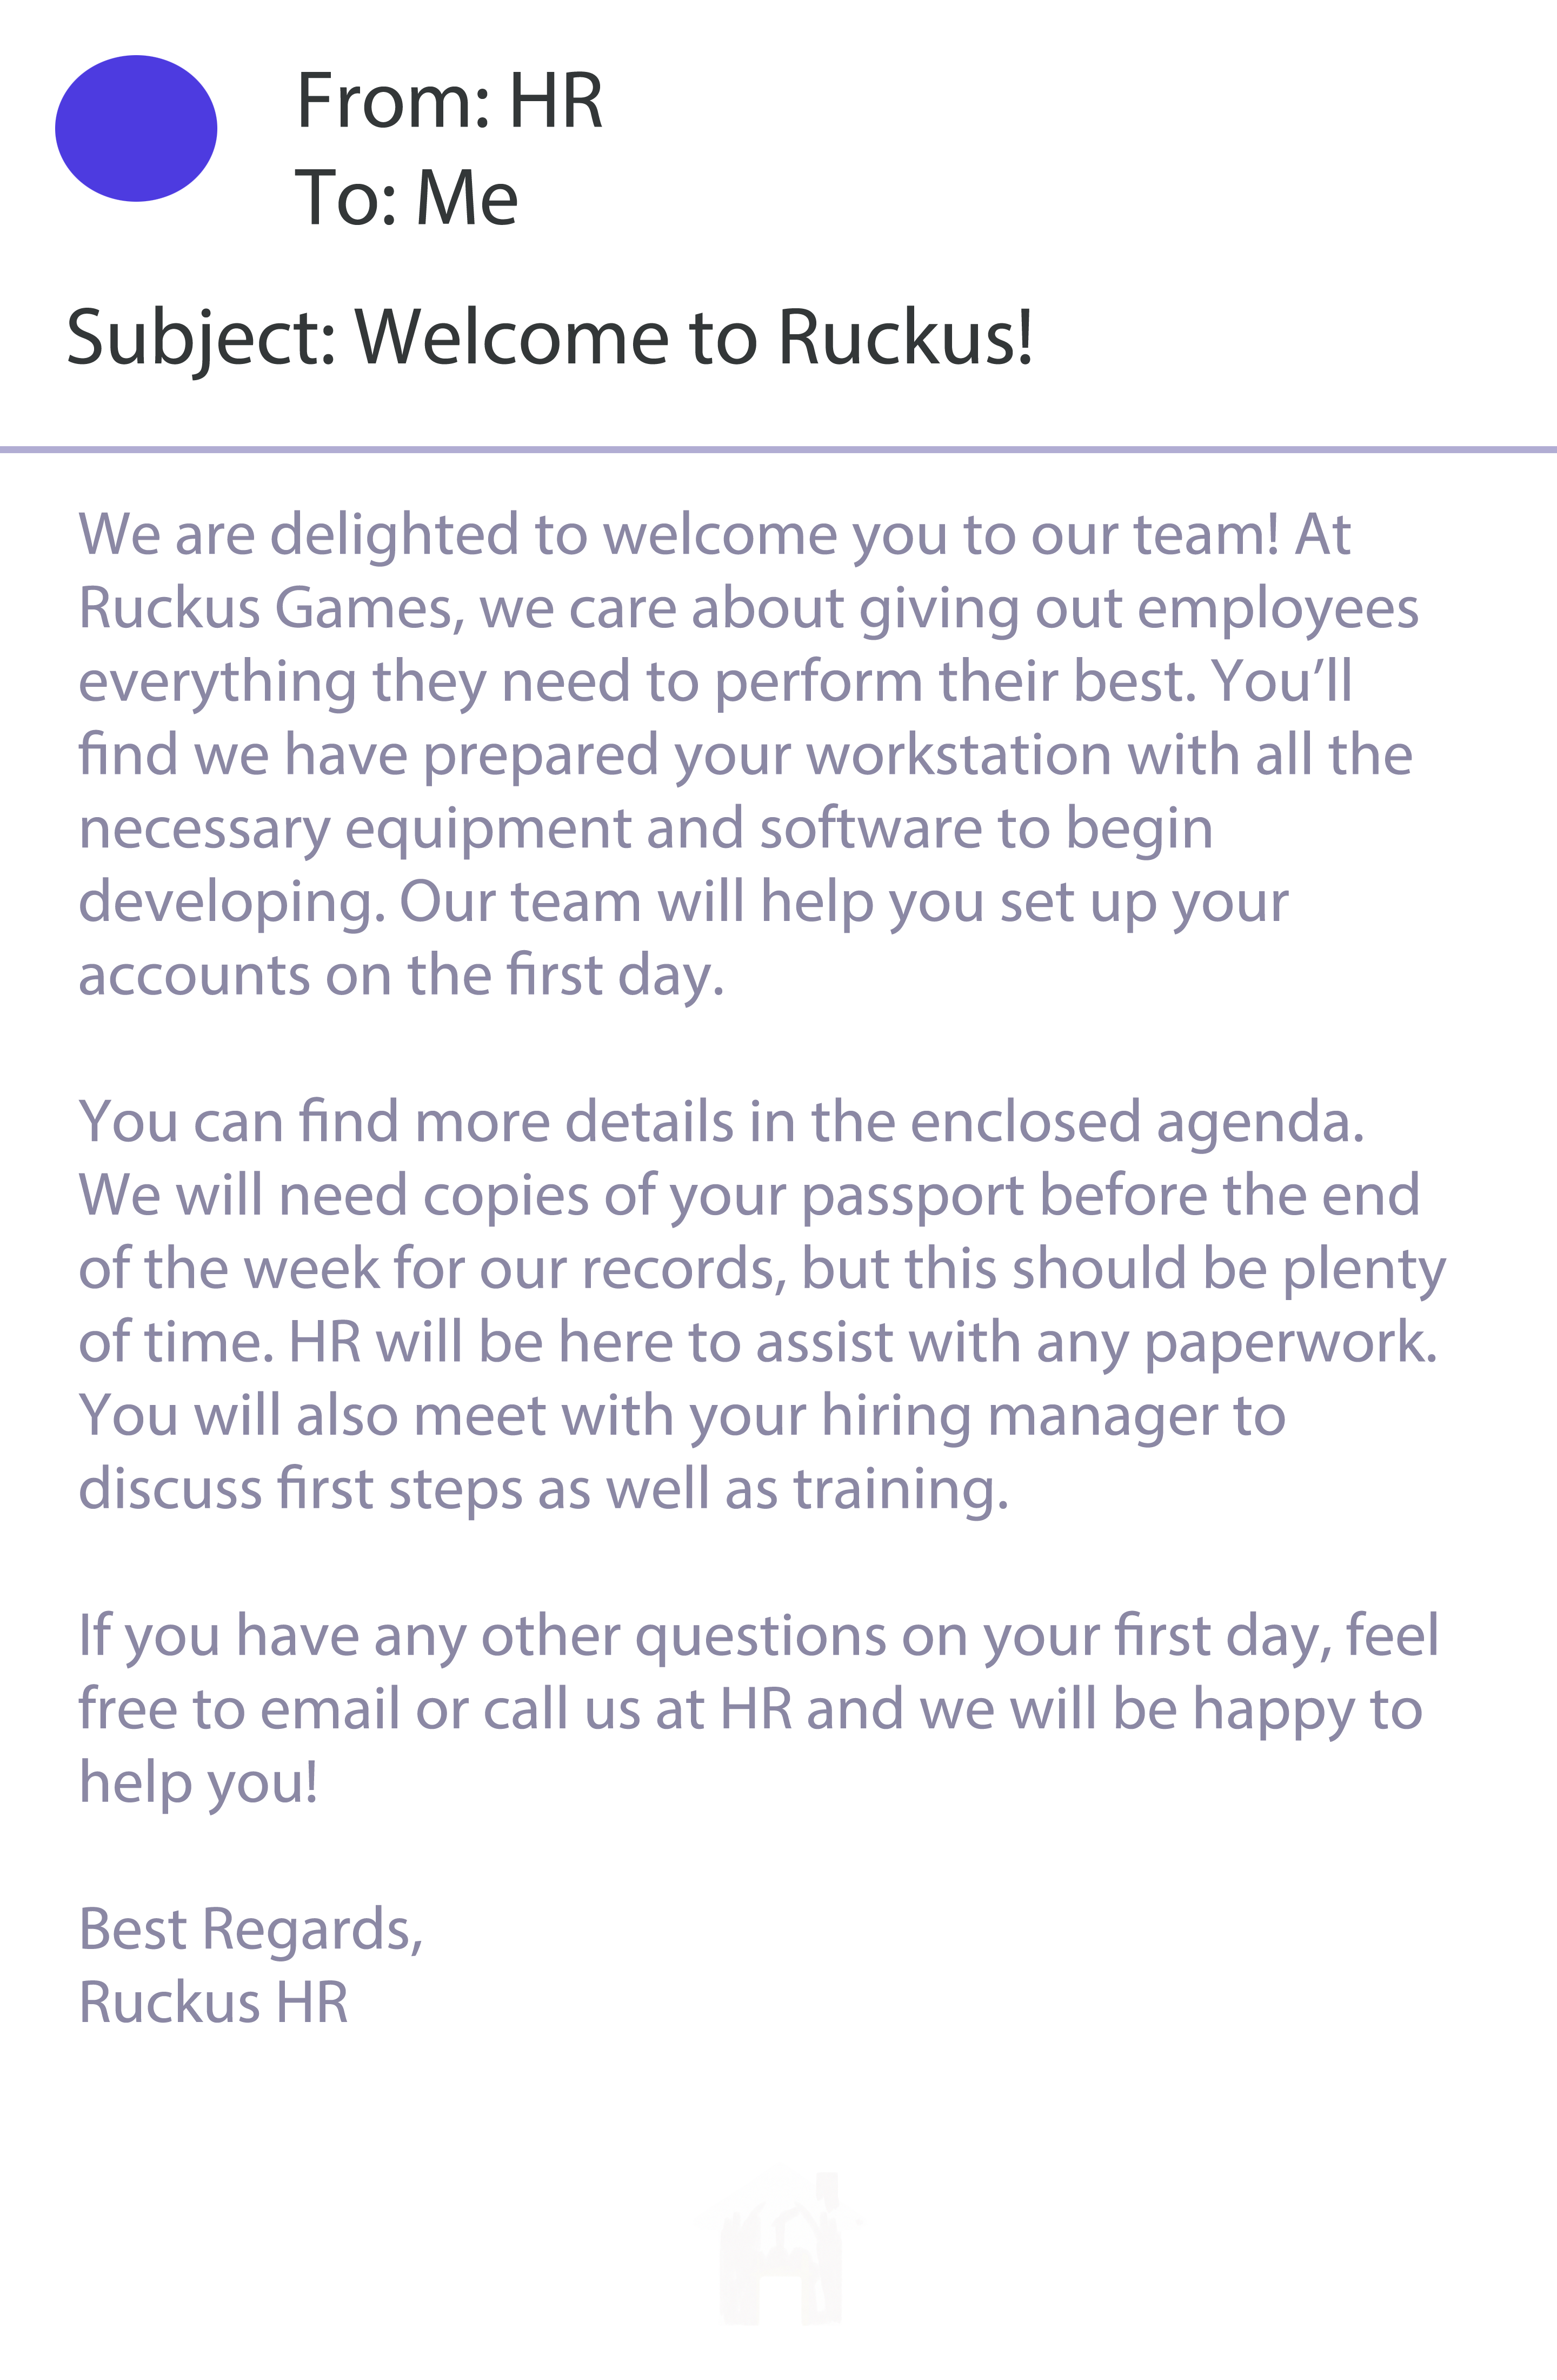 From: HR
To: Me
Subject: Welcome to Ruckus!
We are delighted to welcome you to our team! At
Ruckus Games, we care about giving out employees
everything they need to perform their best. You’ll
find we have prepared your workstation with all the
necessary equipment and software to begin
developing. Our team will help you set up your
accounts on the first day.
You can find more details in the enclosed agenda.
We will need copies of your passport before the end
of the week for our records, but this should be plenty
of time. HR will be here to assist with any paperwork.
You will also meet with your hiring manager to
discuss first steps as well as training.
If you have any other questions on your first day, feel
free to email or call us at HR and we will be happy to
help you!
Best Regards,
Ruckus HR